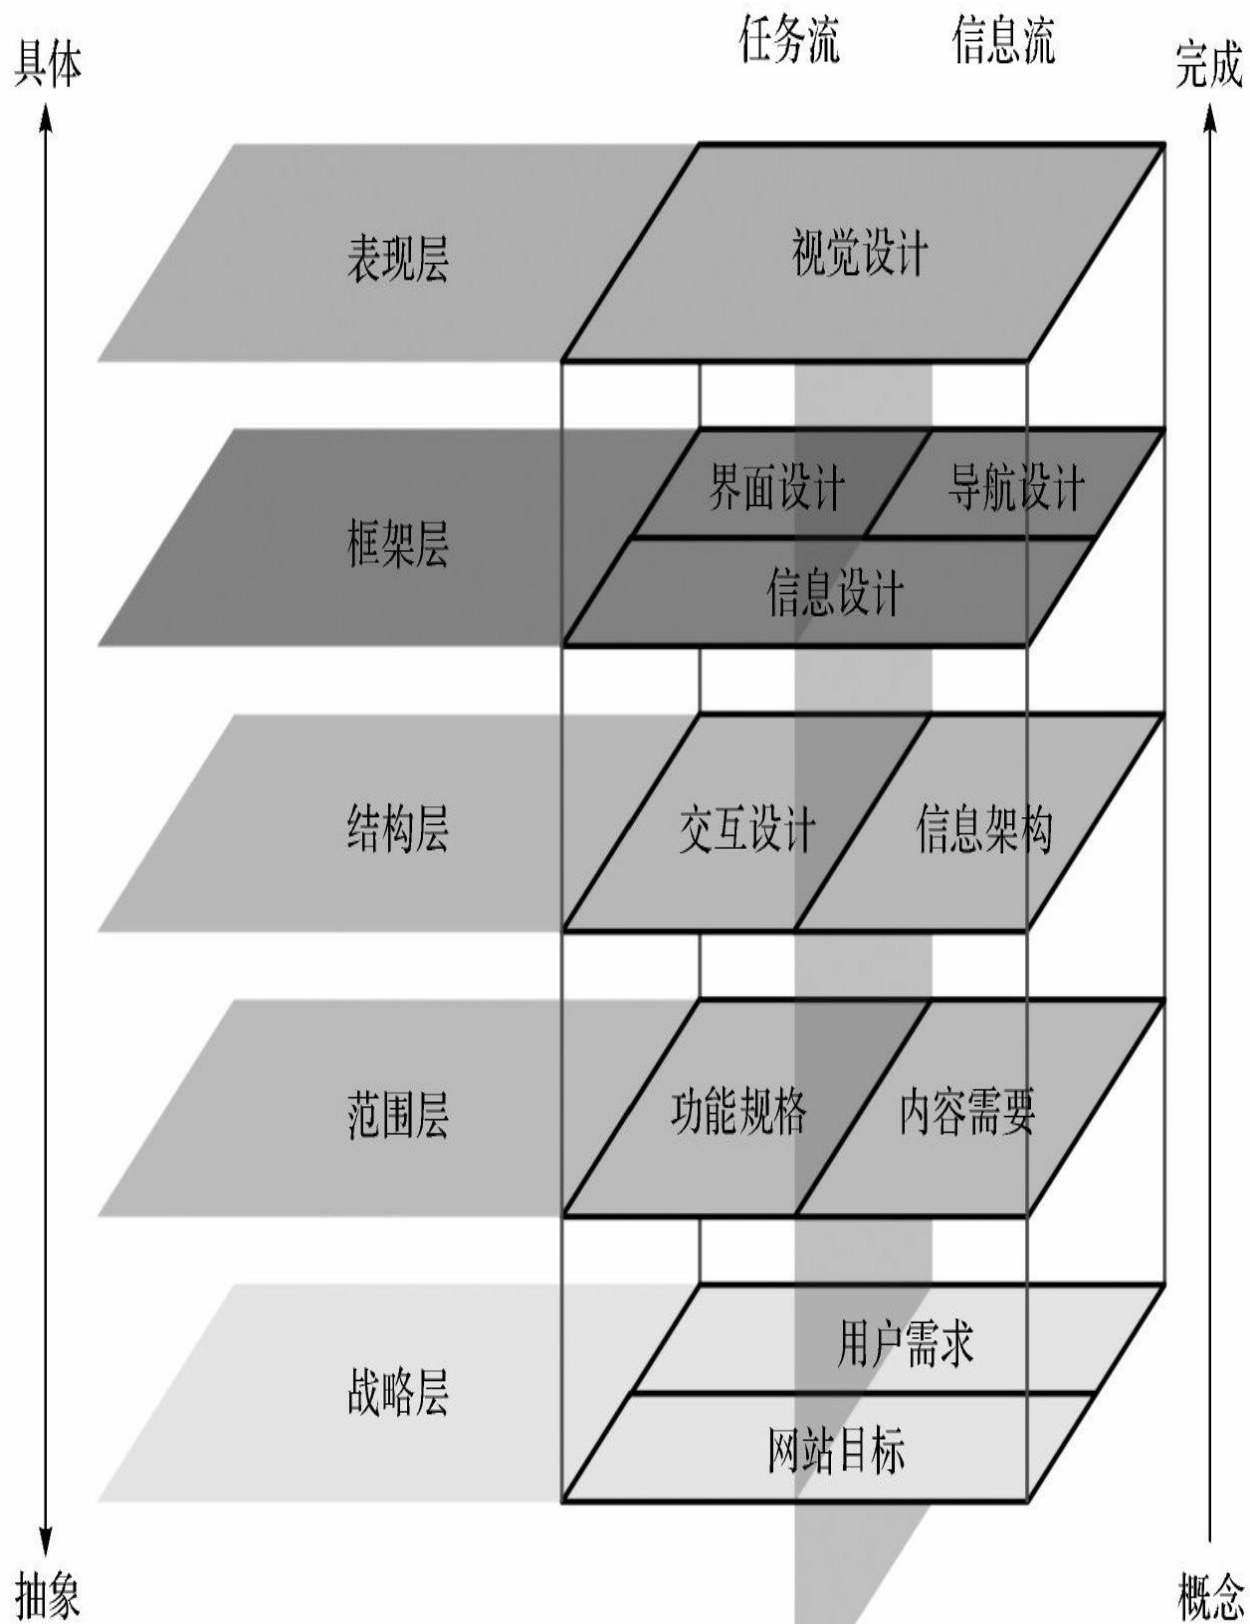 任务流 信息流
具体 完成
表现层 视觉设计
界面设计 导航设计
框架层
信息设计
结构层 交互设计 信息架构
范围层 功能规格 内容需要
用户需求
战略层
网站目标
抽象 概念